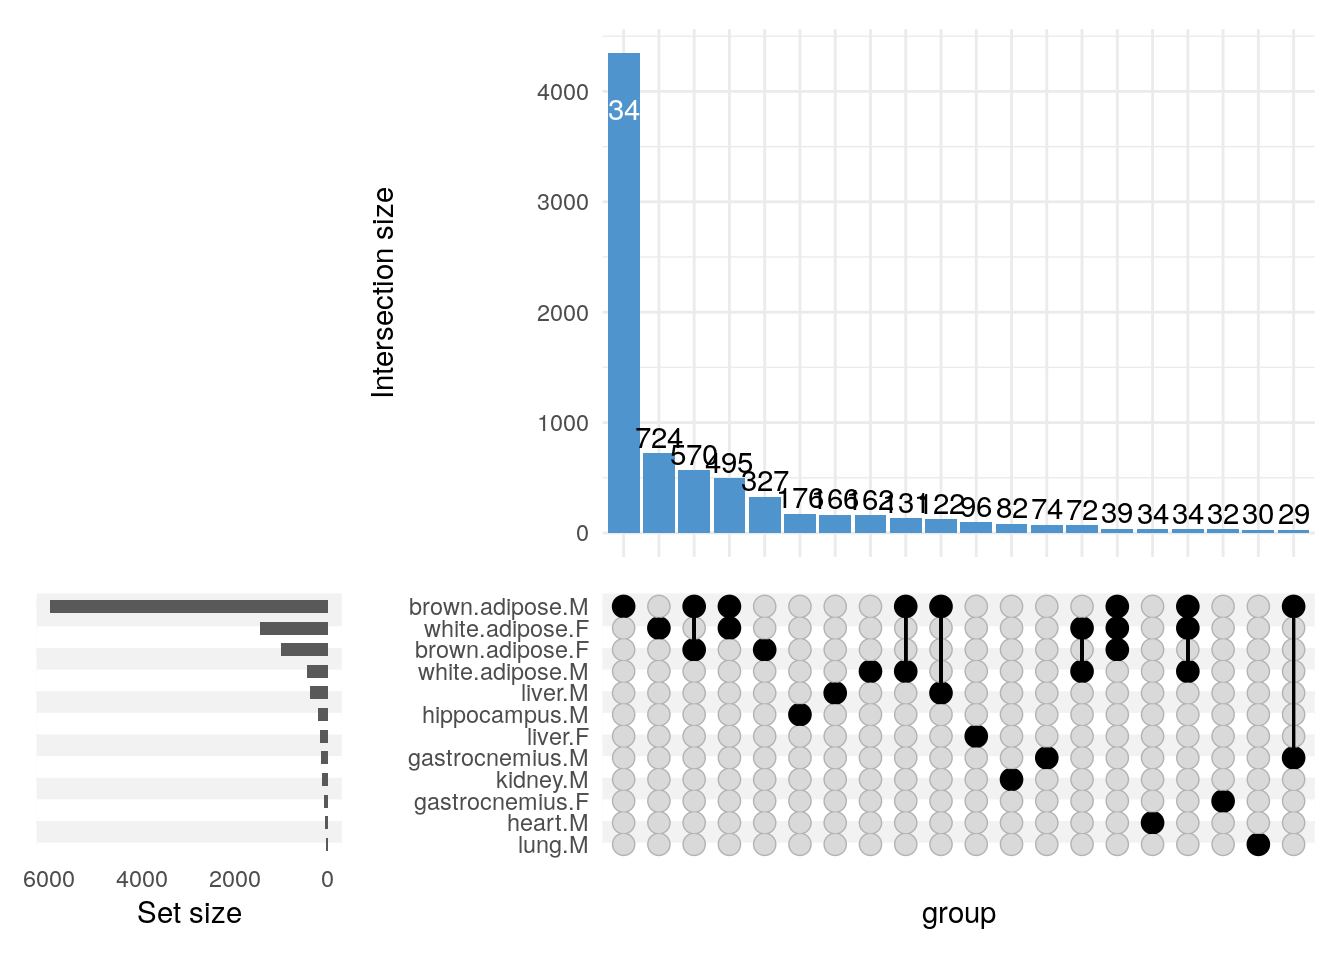 4000
3000
2000
1000
0
Intersection size
34
724
570
495
327
176
166
162
131
122
96
82
74
72
39
34
34
32
30
29
brown.adipose.M
white.adipose.F
brown.adipose.F
white.adipose.M
liver.M
hippocampus.M
liver.F
gastrocnemius.M
kidney.M
gastrocnemius.F
heart.M
lung.M
6000 4000 2000 0
Set size
group